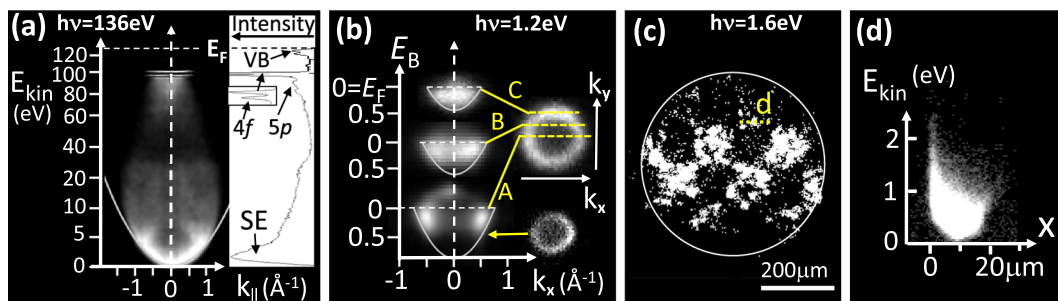 (a) hν=136eV
Intensity
E_F
VB
E_kin
(eV)
120
100
80
60
40
20
10
5
0
4f
5p
SE
-1 0 1
k_||(Å⁻¹)
(b) hν=1.2eV
E_B
0=E_F
0.5
0
0.5
0
0.5
C
B
A
k_y
k_x
-1 0 1
k_x (Å⁻¹)
(c) hν=1.6eV
d
200μm
(d)
E_kin
(eV)
2
1
0
X
0 20μm